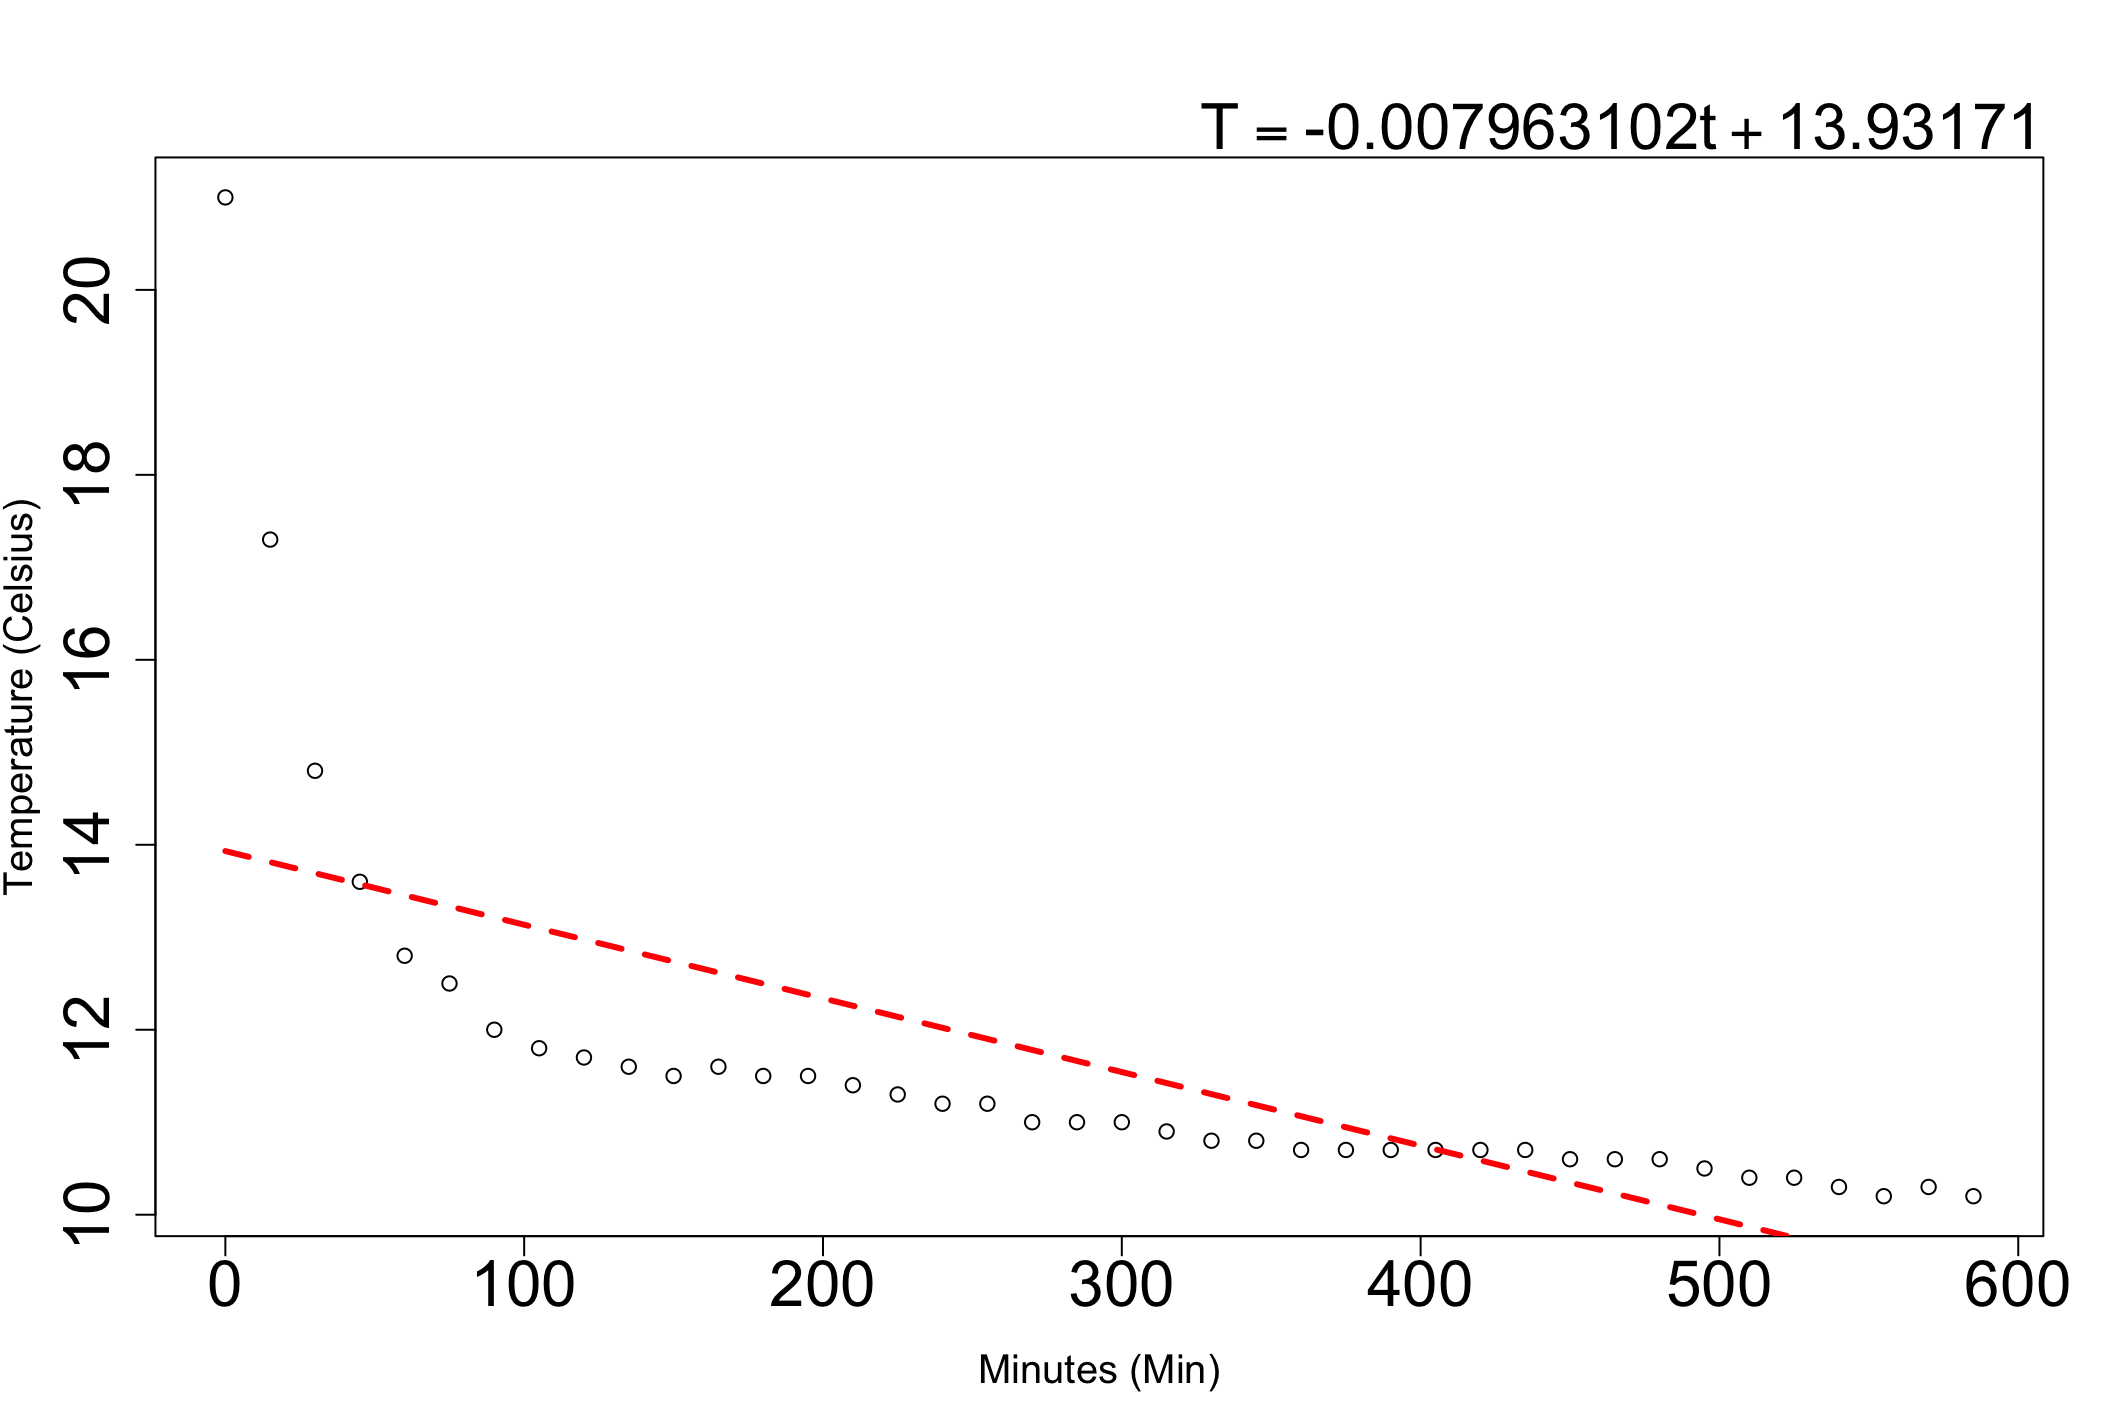 T = -0.007963102t + 13.93171
20
18
16
14
12
10
Temperature (Celsius)
0 100 200 300 400 500 600
Minutes (Min)